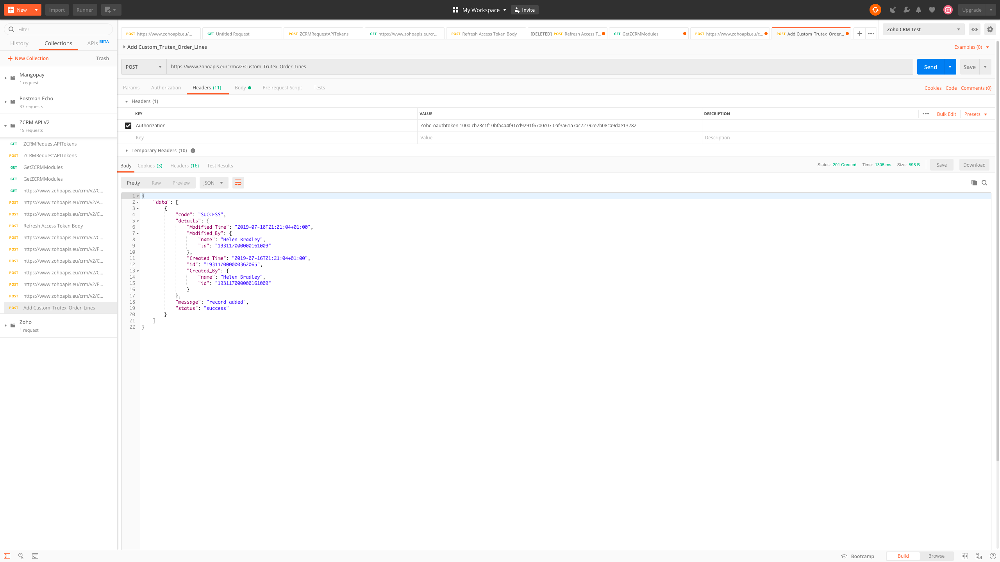 New
Import
Runner
My Workspace
Invite
Upgrade
Filter
History
Collections
APIs BETA
New Collection
Trash
Mangopay
1 request
Postman Echo
37 requests
ZCRM API V2
15 requests
GET ZCRMRequestAPITokens
POST ZCRMRequestAPITokens
GET GetZCRMModules
GET GetZCRMModules
GET https://www.zohoapis.eu/crm/v2/C...
POST https://www.zohoapis.eu/crm/v2/A...
POST https://www.zohoapis.eu/crm/v2/C...
POST Refresh Access Token Body
POST https://www.zohoapis.eu/crm/v2/C...
POST https://www.zohoapis.eu/crm/v2/P...
POST https://www.zohoapis.eu/crm/v2/C...
POST https://www.zohoapis.eu/crm/v2/C...
POST https://www.zohoapis.eu/crm/v2/P...
POST https://www.zohoapis.eu/crm/v2/C...
POST Add Custom_Trutex_Order_Lines
Zoho
1 request
POST https://www.zohoapis.eu/...
GET Untitled Request
POST ZCRMRequestAPITokens
GET https://www.zohoapis.eu/cr...
POST Refresh Access Token Body
[DELETED] POST Refresh Access T...
GET GetZCRMModules
POST https://www.zohoapis.eu/c...
POST Add Custom_Trutex_Order...
Zoho CRM Test
Add Custom_Trutex_Order_Lines
Examples (0)
POST
https://www.zohoapis.eu/crm/v2/Custom_Trutex_Order_Lines
Send
Save
Params
Authorization
Headers (11)
Body
Pre-request Script
Tests
Cookies Code Comments (0)
Headers (1)
KEY VALUE DESCRIPTION
Bulk Edit Presets
Authorization Zoho-oauthtoken 1000.cb28c1f10bfa4a4f91cd9291f67a0c07.0af3a61a7ac22792e2b08ca9dae13282
Key Value Description
Temporary Headers (10)
Body Cookies (3) Headers (16) Test Results
Status: 201 Created Time: 1305 ms Size: 896 B
Save
Download
Pretty Raw Preview JSON
1 {
2 "data": [
3 {
4 "code": "SUCCESS",
5 "details": {
6 "Modified_Time": "2019-07-16T21:21:04+01:00",
7 "Modified_By": {
8 "name": "Helen Bradley",
9 "id": "193117000000161009"
10 },
11 "Created_Time": "2019-07-16T21:21:04+01:00",
12 "id": "193117000000362065",
13 "Created_By": {
14 "name": "Helen Bradley",
15 "id": "193117000000161009"
16 }
17 },
18 "message": "record added",
19 "status": "success"
20 }
21 ]
22 }
Bootcamp
Build
Browse